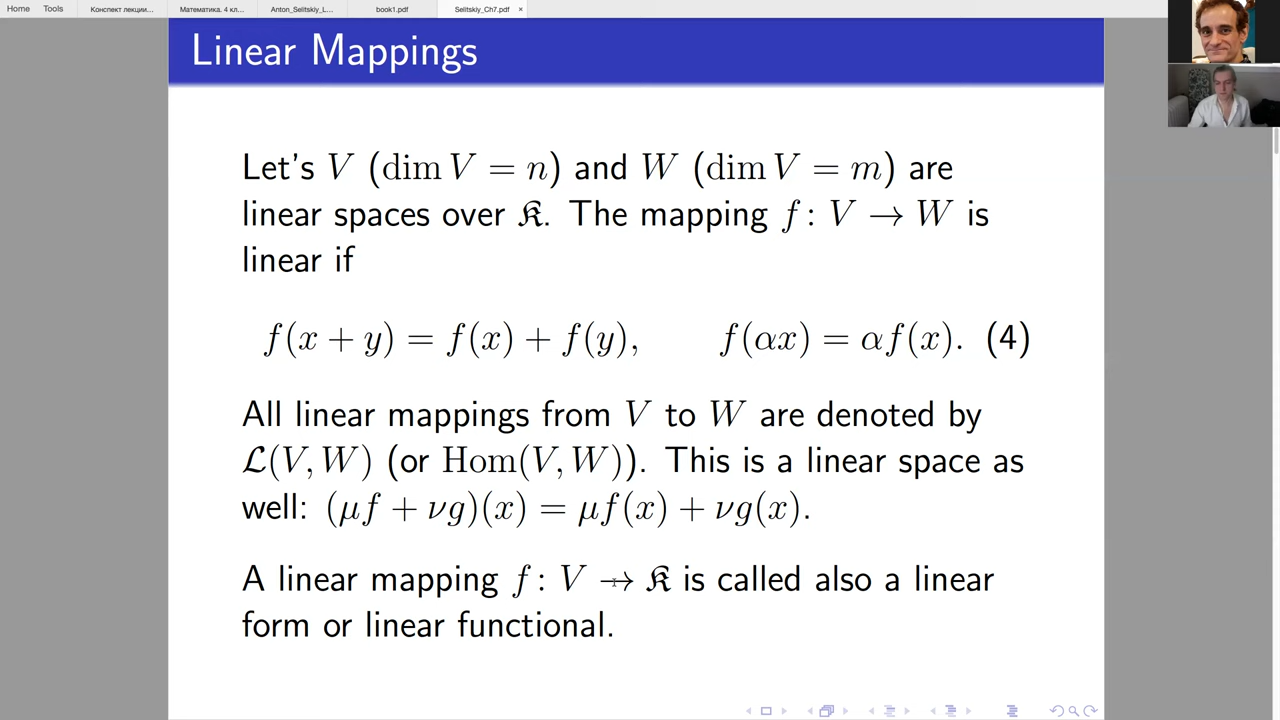 Home Tools Конспект лекции... Математика. 4 кл... Anton_Selitskiy_L... book1.pdf Selitskiy_Ch7.pdf ×
Linear Mappings
Let's V (dim V = n) and W (dim V = m) are
linear spaces over 𝔎. The mapping f : V → W is
linear if
f(x + y) = f(x) + f(y), f(αx) = αf(x). (4)
All linear mappings from V to W are denoted by
ℒ(V, W) (or Hom(V, W)). This is a linear space as
well: (μf + νg)(x) = μf(x) + νg(x).
A linear mapping f : V → 𝔎 is called also a linear
form or linear functional.